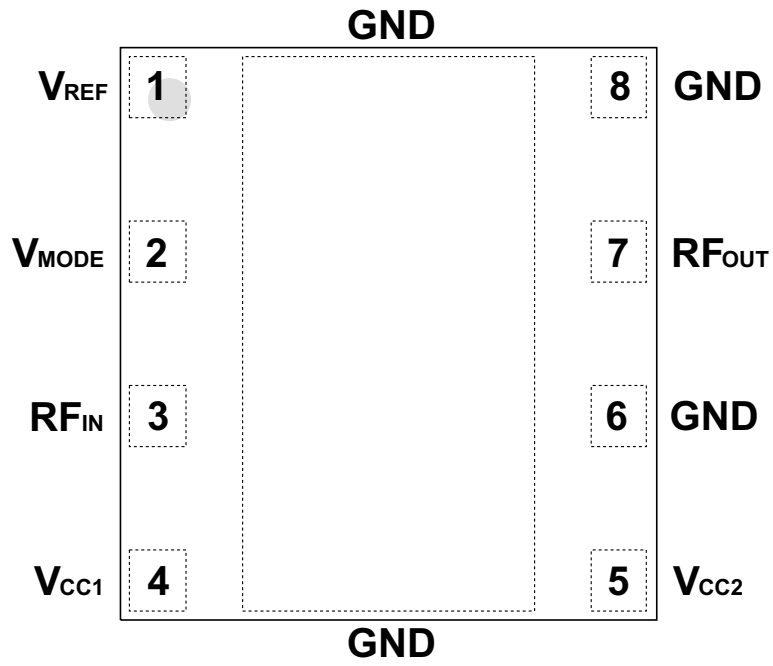 GND
VREF 1 8 GND
VMODE 2 7 RFOUT
RFIN 3 6 GND
VCC1 4 5 VCC2
GND